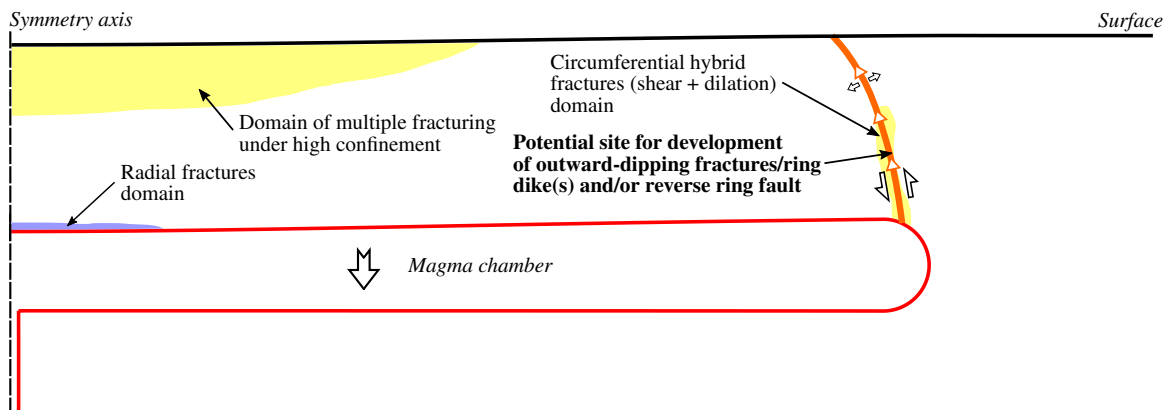 Symmetry axis
Surface
Circumferential hybrid
fractures (shear + dilation)
domain
Domain of multiple fracturing
under high confinement
Potential site for development
of outward-dipping fractures/ring
dike(s) and/or reverse ring fault
Radial fractures
domain
Magma chamber